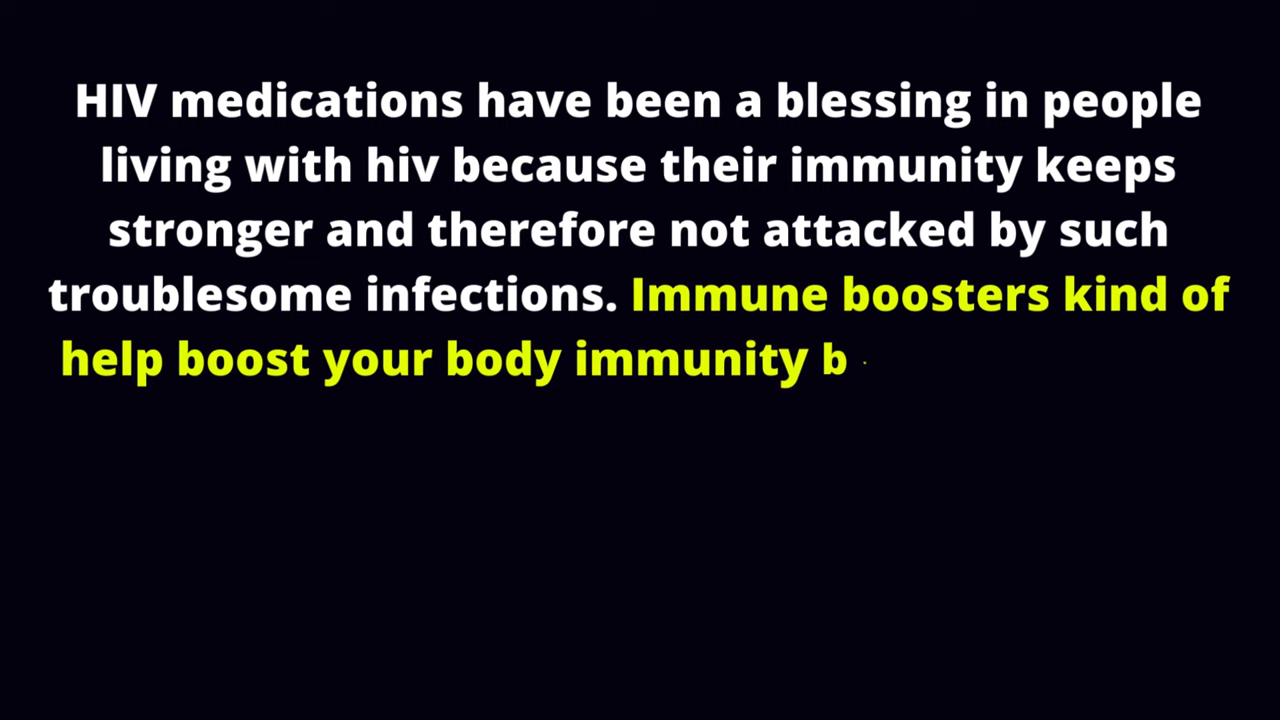 HIV medications have been a blessing in people
living with hiv because their immunity keeps
stronger and therefore not attacked by such
troublesome infections. Immune boosters kind of
help boost your body immunity b